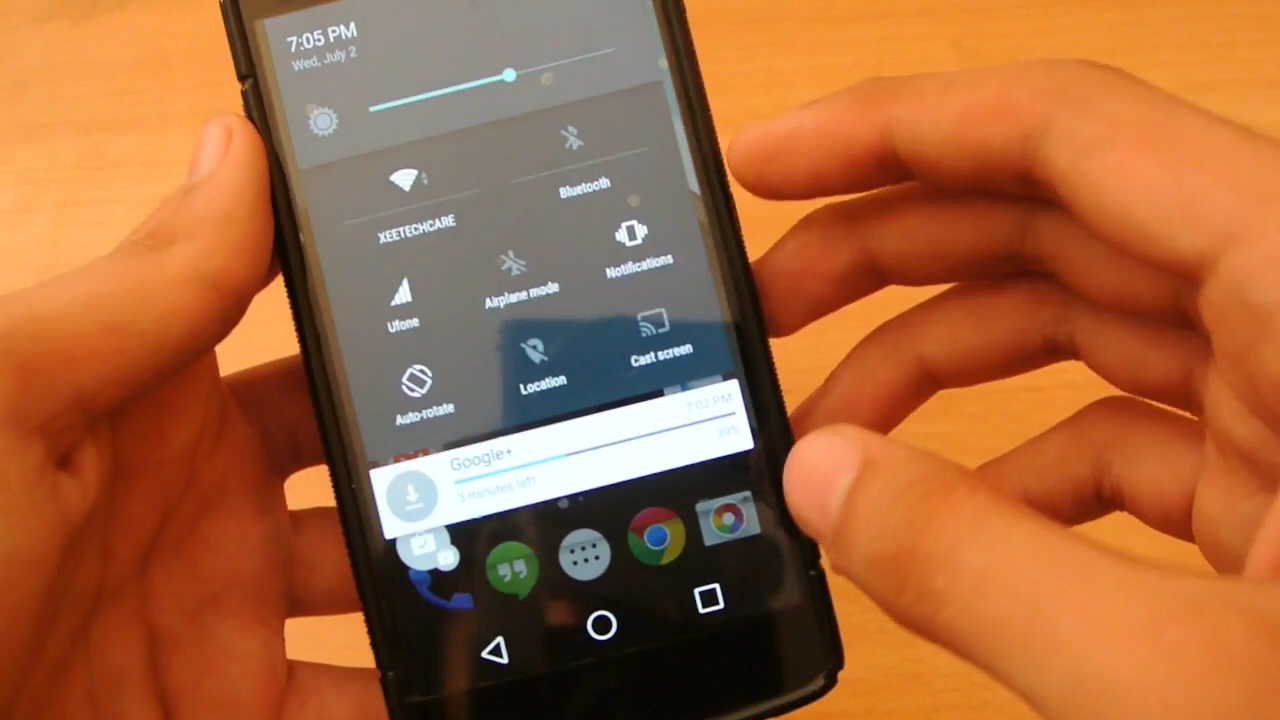 7:05 PM
Wed, July 2
XEETECHCARE
Bluetooth
Ufone
Airplane mode
Notifications
Auto-rotate
Location
Cast screen
Google+
7:02 PM
39%
3 minutes left